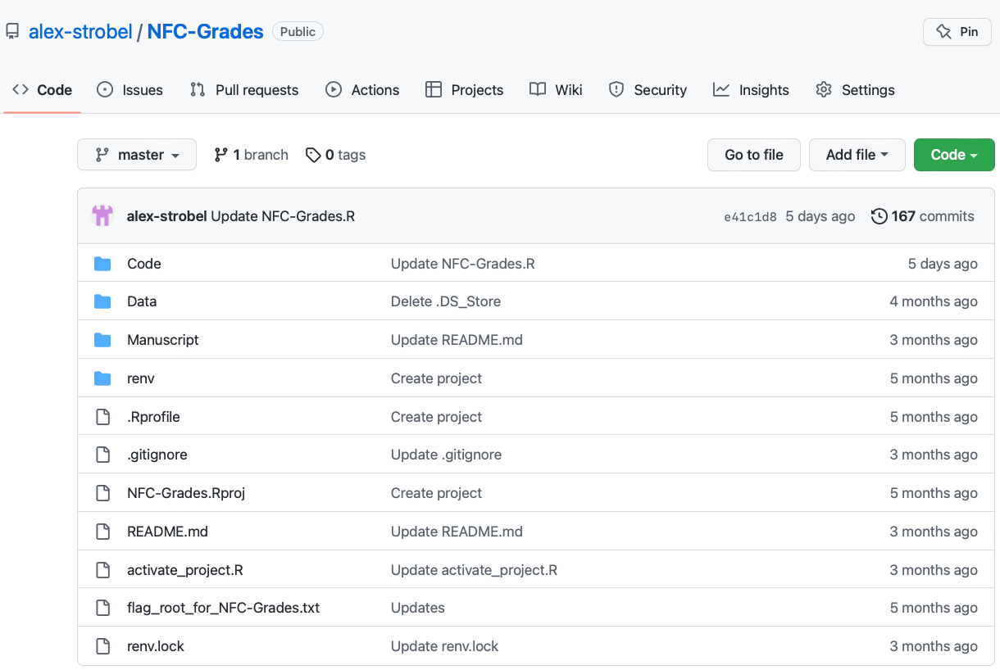 alex-strobel / NFC-Grades Public Pin
Code Issues Pull requests Actions Projects Wiki Security Insights Settings
master 1 branch 0 tags Go to file Add file Code
alex-strobel Update NFC-Grades.R e41c1d8 5 days ago 167 commits
Code Update NFC-Grades.R 5 days ago
Data Delete .DS_Store 4 months ago
Manuscript Update README.md 3 months ago
renv Create project 5 months ago
.Rprofile Create project 5 months ago
.gitignore Update .gitignore 3 months ago
NFC-Grades.Rproj Create project 5 months ago
README.md Update README.md 3 months ago
activate_project.R Update activate_project.R 3 months ago
flag_root_for_NFC-Grades.txt Updates 5 months ago
renv.lock Update renv.lock 3 months ago